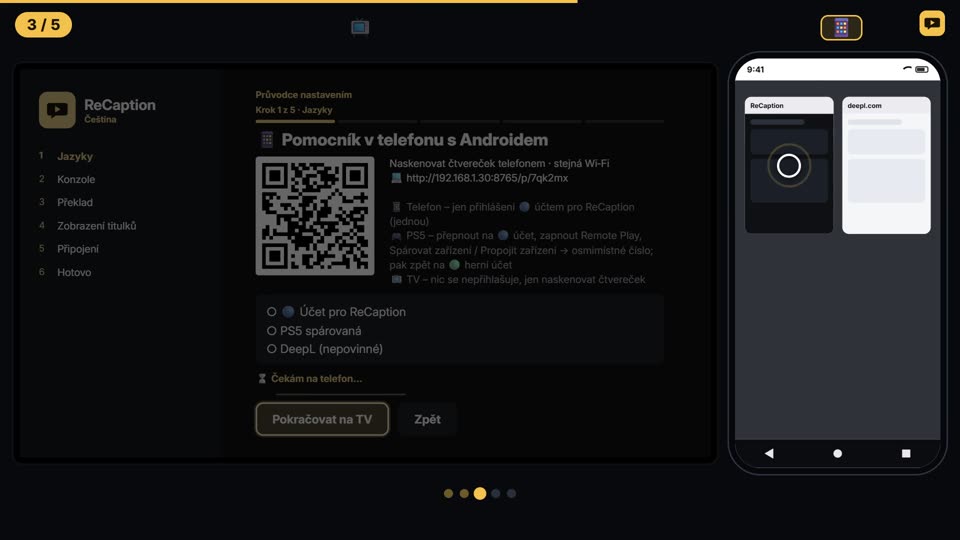 3 / 5
ReCaption
Čeština
1 Jazyky
2 Konzole
3 Překlad
4 Zobrazení titulků
5 Připojení
6 Hotovo
Průvodce nastavením
Krok 1 z 5 · Jazyky
Pomocník v telefonu s Androidem
Naskenovat čtvereček telefonem · stejná Wi-Fi
http://192.168.1.30:8765/p/7qk2mx
Telefon – jen přihlášení účtem pro ReCaption
(jednou)
PS5 – přepnout na účet, zapnout Remote Play,
Spárovat zařízení / Propojit zařízení → osmimístné číslo;
pak zpět na herní účet
TV – nic se nepřihlašuje, jen naskenovat čtvereček
Účet pro ReCaption
PS5 spárovaná
DeepL (nepovinné)
Čekám na telefon...
Pokračovat na TV
Zpět
9:41
ReCaption
deepl.com